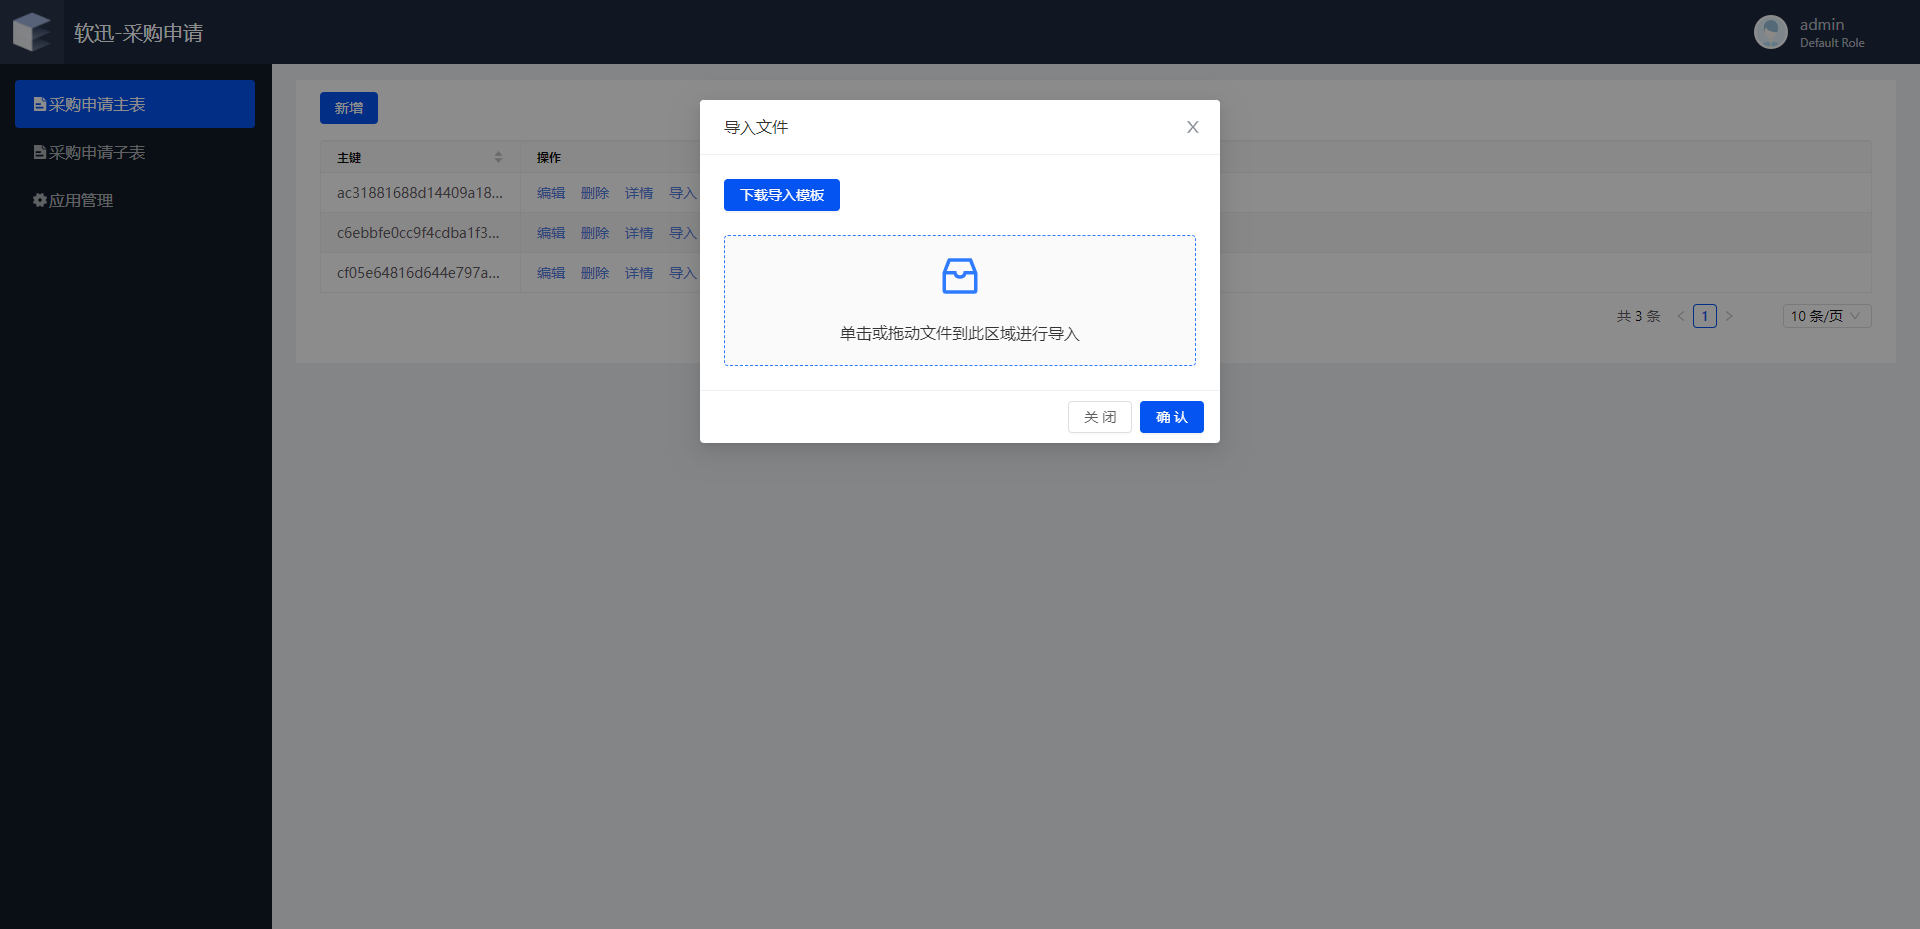 软迅-采购申请
admin
Default Role
采购申请主表
采购申请子表
应用管理
新增
主键 操作
ac31881688d14409a18... 编辑 删除 详情 导入
c6ebbfe0cc9f4cdba1f3... 编辑 删除 详情 导入
cf05e64816d644e797a... 编辑 删除 详情 导入
共 3 条 1 10 条/页
导入文件
下载导入模板
单击或拖动文件到此区域进行导入
关 闭 确 认